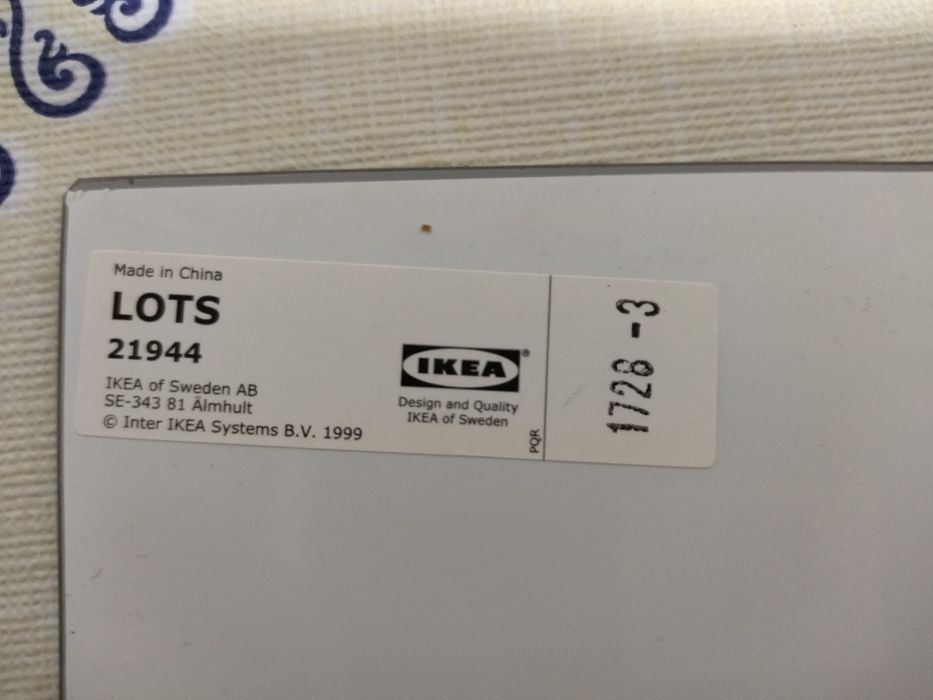 Made in China
LOTS
21944
IKEA of Sweden AB
SE-343 81 Älmhult
© Inter IKEA Systems B.V. 1999
IKEA®
Design and Quality
IKEA of Sweden
PQR
1728 -3